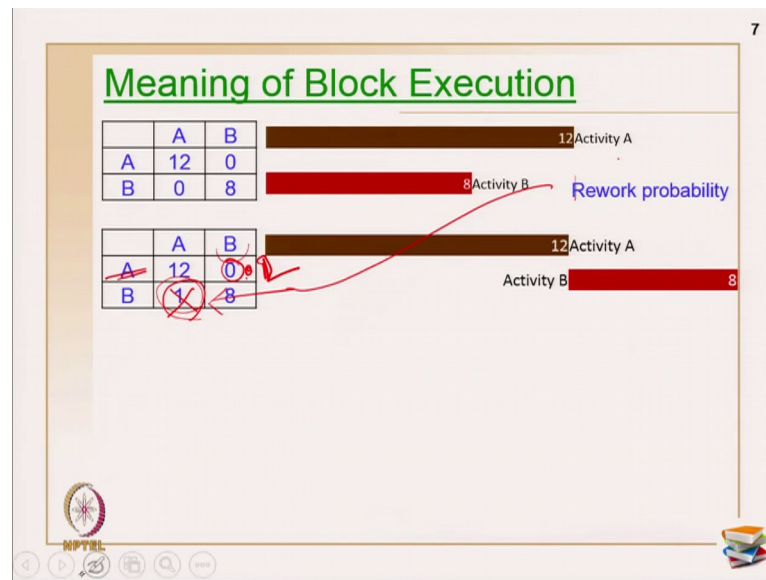 7
Meaning of Block Execution
A B
A 12 0
B 0 8
12 Activity A
8 Activity B
Rework probability
A B
A 12 0.2
B 1 8
12 Activity A
Activity B 8
NPTEL